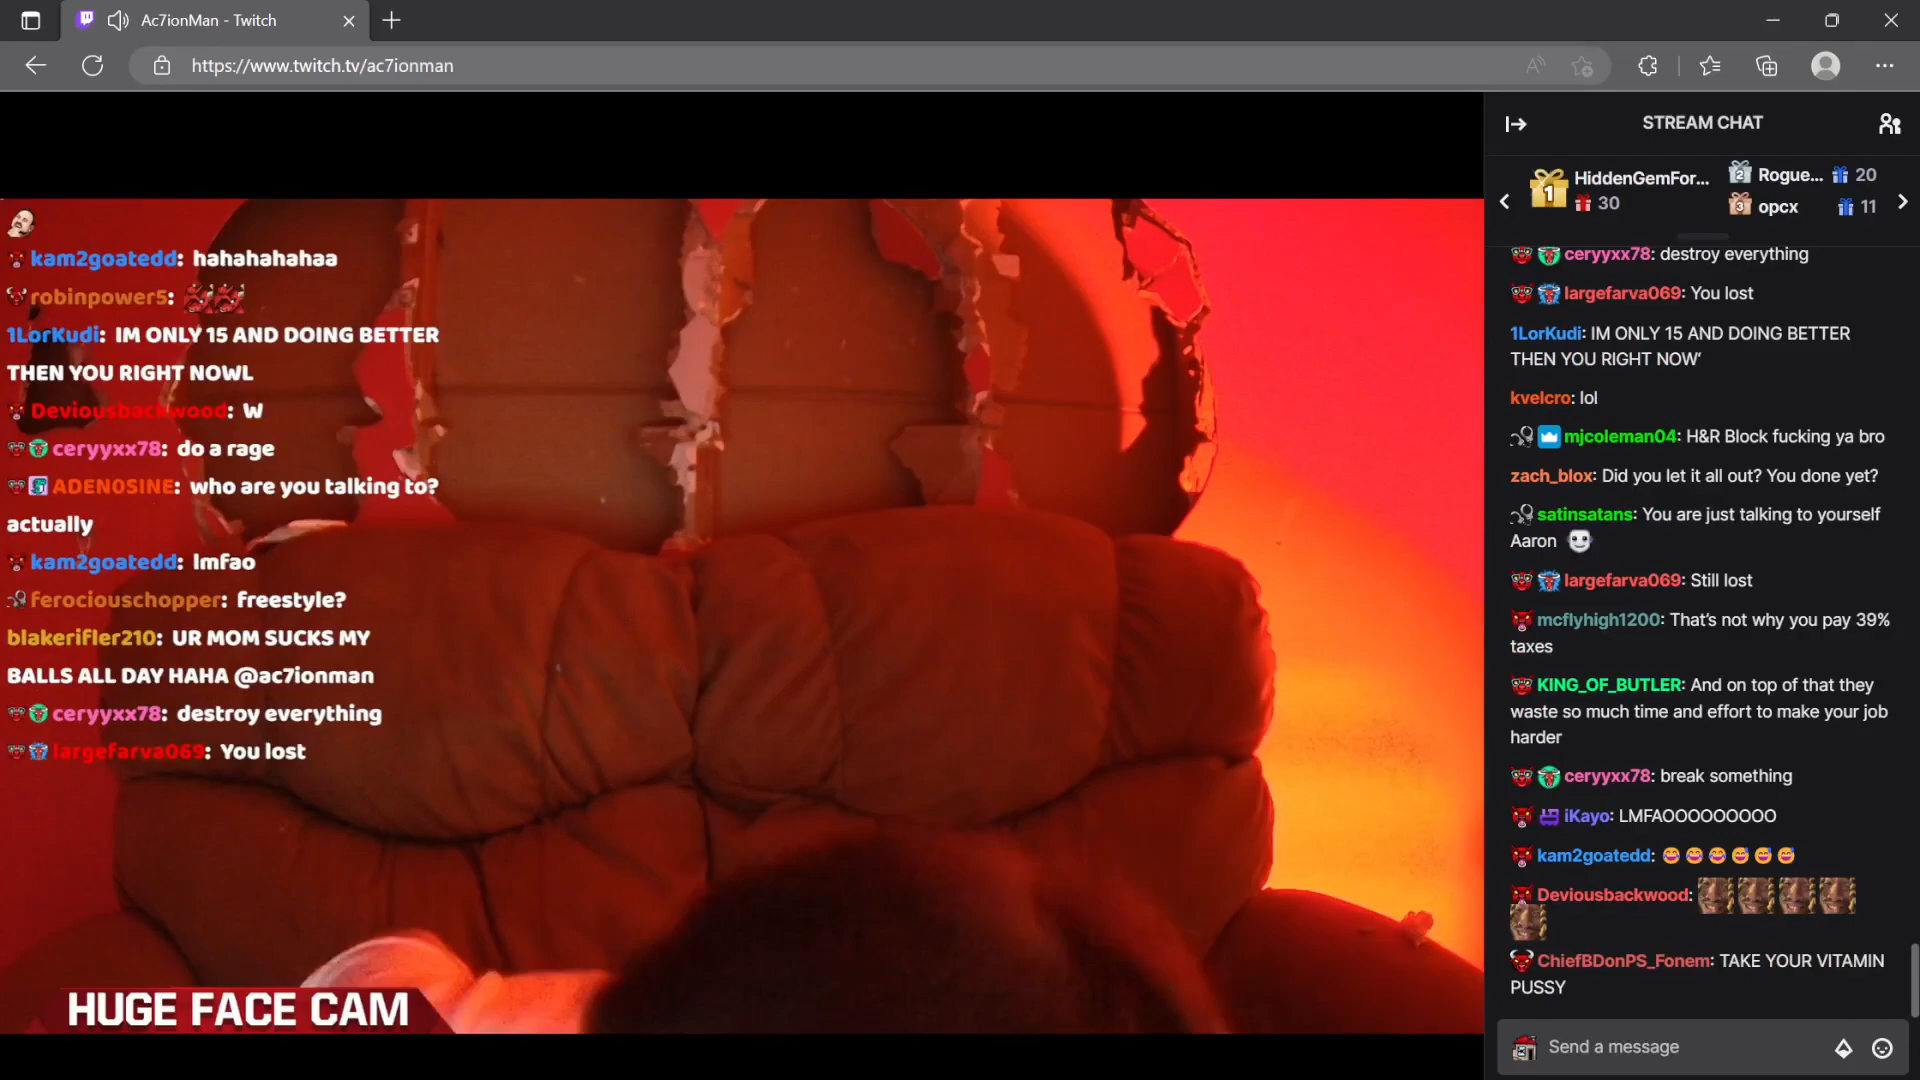 Ac7ionMan - Twitch
https://www.twitch.tv/ac7ionman
kam2goatedd: hahahahahaa
robinpower5:
1LorKudi: IM ONLY 15 AND DOING BETTER
THEN YOU RIGHT NOWL
Deviousbackwood: W
ceryyxx78: do a rage
ADEN0SINE: who are you talking to?
actually
kam2goatedd: lmfao
ferociouschopper: freestyle?
blakerifler210: UR MOM SUCKS MY
BALLS ALL DAY HAHA @ac7ionman
ceryyxx78: destroy everything
largefarva069: You lost
HUGE FACE CAM
STREAM CHAT
1 HiddenGemFor... 30
2 Rogue... 20
3 opcx 11
ceryyxx78: destroy everything
largefarva069: You lost
1LorKudi: IM ONLY 15 AND DOING BETTER
THEN YOU RIGHT NOW'
kvelcro: lol
mjcoleman04: H&R Block fucking ya bro
zach_blox: Did you let it all out? You done yet?
satinsatans: You are just talking to yourself
Aaron
largefarva069: Still lost
mcflyhigh1200: That's not why you pay 39%
taxes
KING_OF_BUTLER: And on top of that they
waste so much time and effort to make your job
harder
ceryyxx78: break something
iKayo: LMFAOOOOOOOOO
kam2goatedd: 😂😂😂😅😅😅
Deviousbackwood:
ChiefBDonPS_Fonem: TAKE YOUR VITAMIN
PUSSY
Send a message